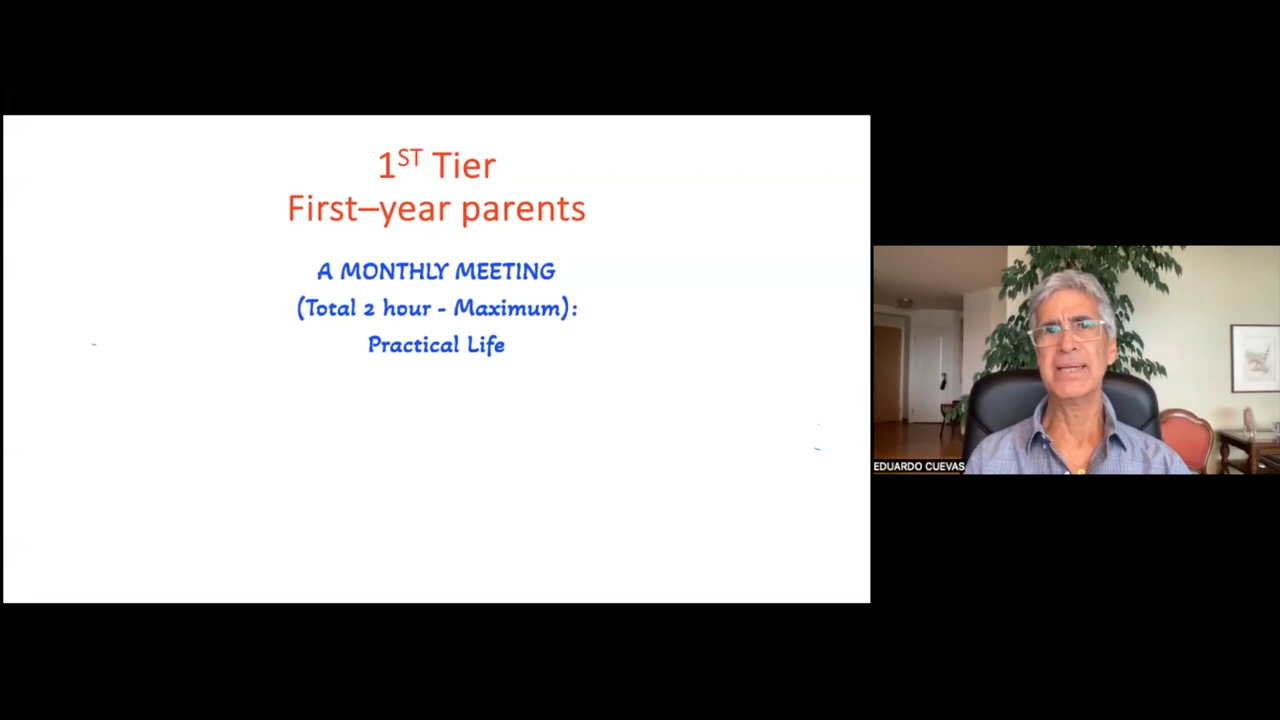 1ST Tier
First–year parents
A MONTHLY MEETING
(Total 2 hour - Maximum):
Practical Life
EDUARDO CUEVAS